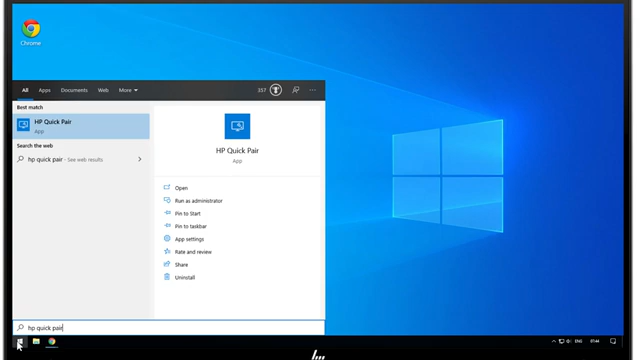 Chrome
All Apps Documents Web More
357
Best match
HP Quick Pair
App
Search the web
hp quick pair - See web results
HP Quick Pair
App
Open
Run as administrator
Pin to Start
Pin to taskbar
App settings
Rate and review
Share
Uninstall
hp quick pair
ENG
01:44
hp